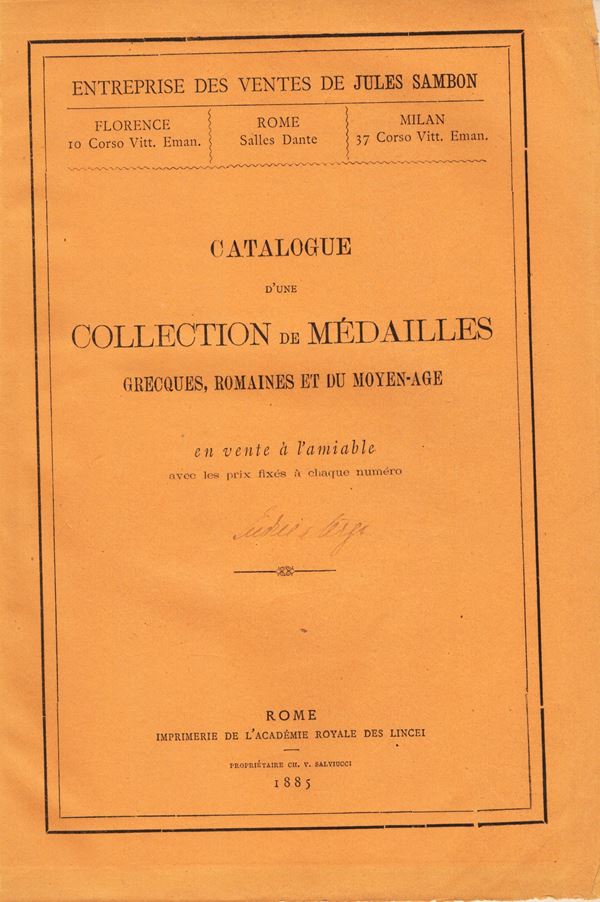 ENTREPRISE DES VENTES DE JULES SAMBON
FLORENCE
10 Corso Vitt. Eman.
ROME
Salles Dante
MILAN
37 Corso Vitt. Eman.
CATALOGUE
D'UNE
COLLECTION DE MÉDAILLES
GRECQUES, ROMAINES ET DU MOYEN-AGE
en vente à l'amiable
avec les prix fixés à chaque numéro
ROME
IMPRIMERIE DE L'ACADÉMIE ROYALE DES LINCEI
PROPRIÉTAIRE CH. V. SALVIUCCI
1885